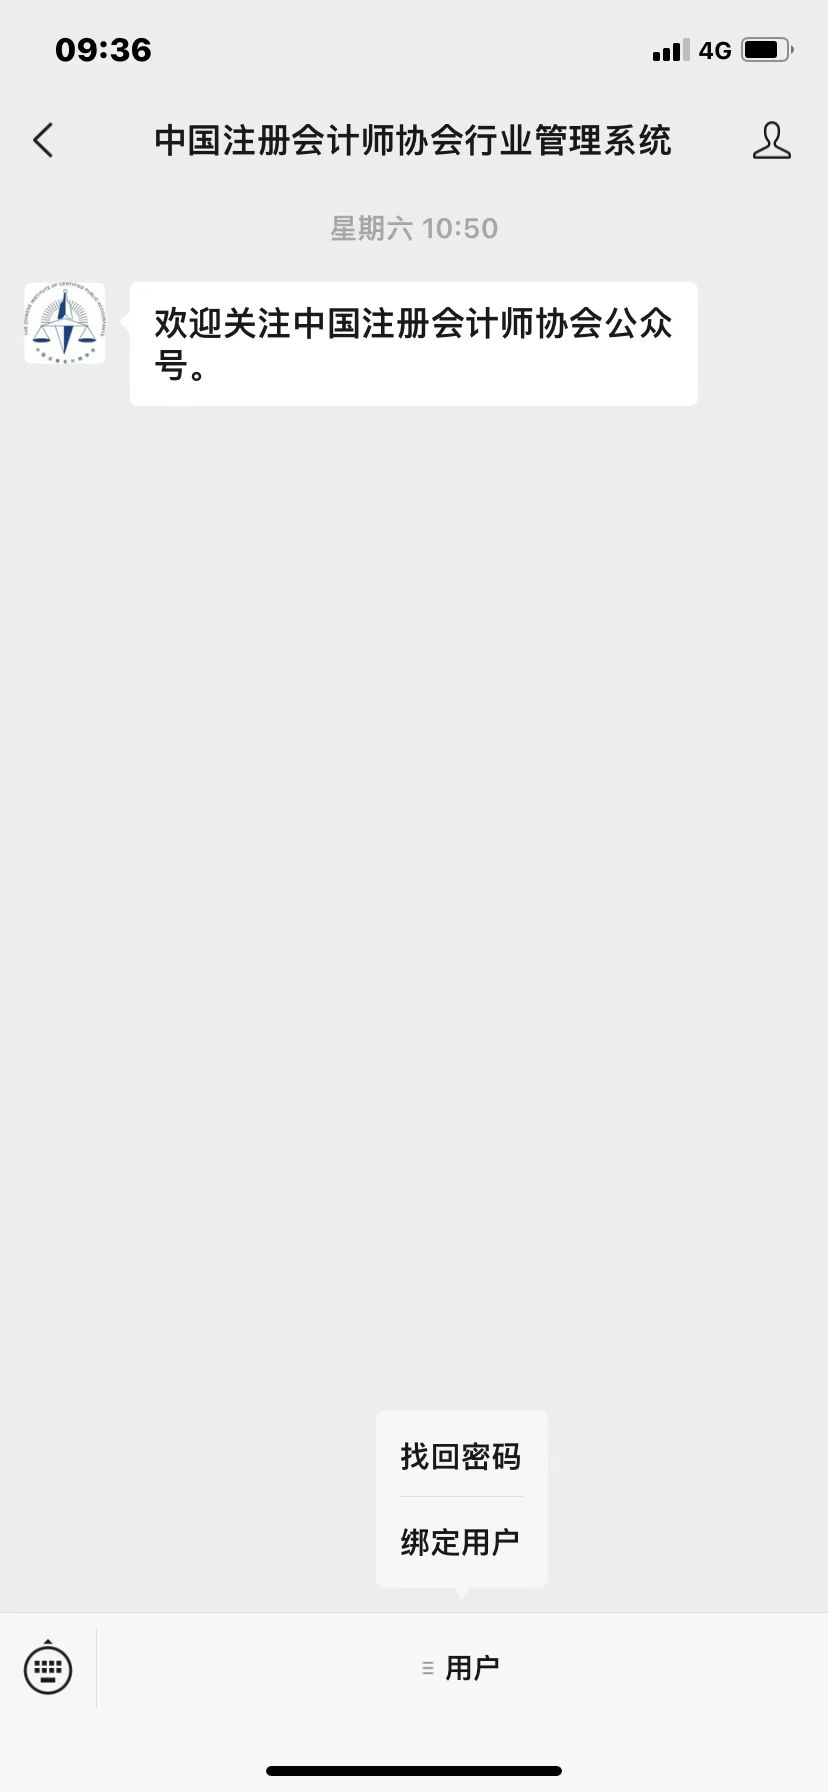 09:36
4G
中国注册会计师协会行业管理系统
星期六 10:50
欢迎关注中国注册会计师协会公众
号。
找回密码
绑定用户
用户